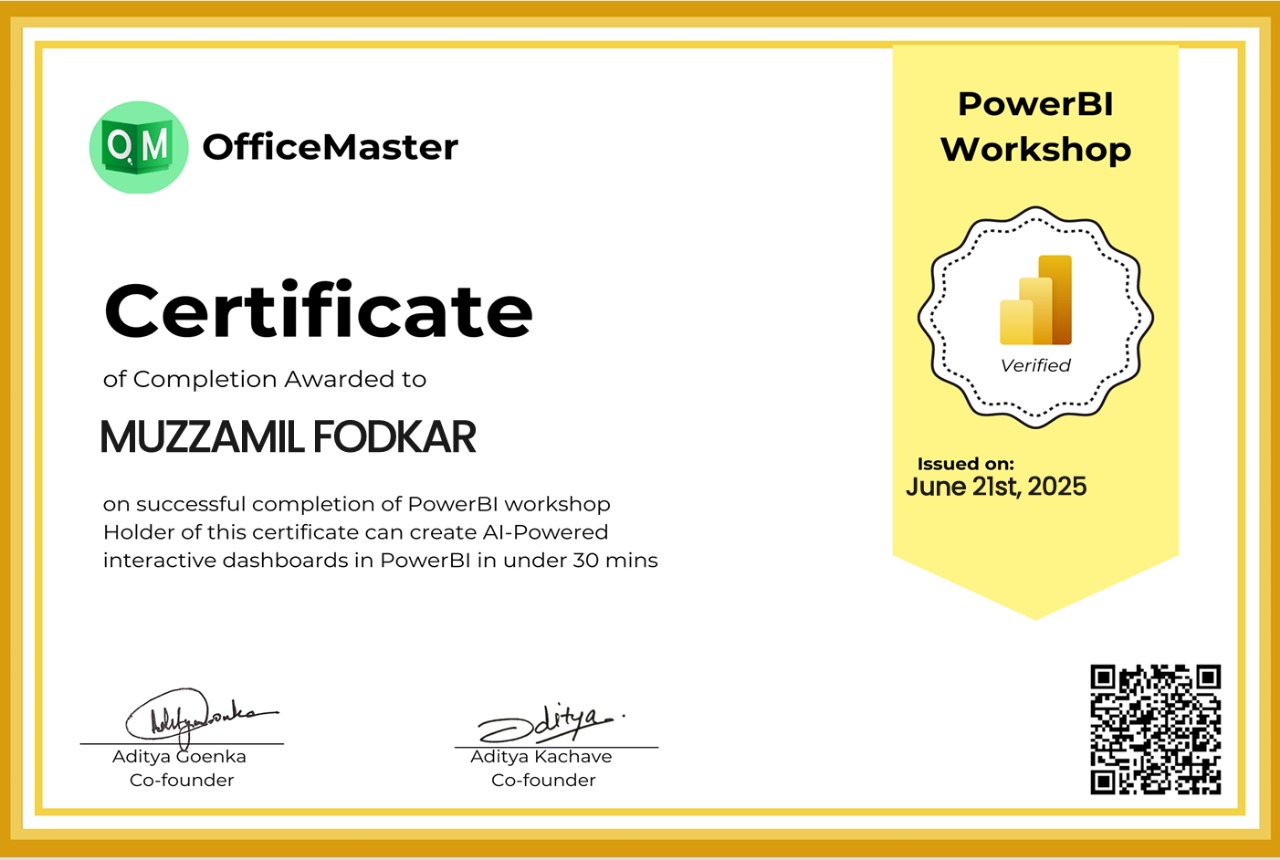 OfficeMaster
Certificate
of Completion Awarded to
MUZZAMIL FODKAR
on successful completion of PowerBI workshop
Holder of this certificate can create AI-Powered
interactive dashboards in PowerBI in under 30 mins
PowerBI
Workshop
Verified
Issued on:
June 21st, 2025
Aditya Goenka
Co-founder
Aditya
Aditya Kachave
Co-founder
QM